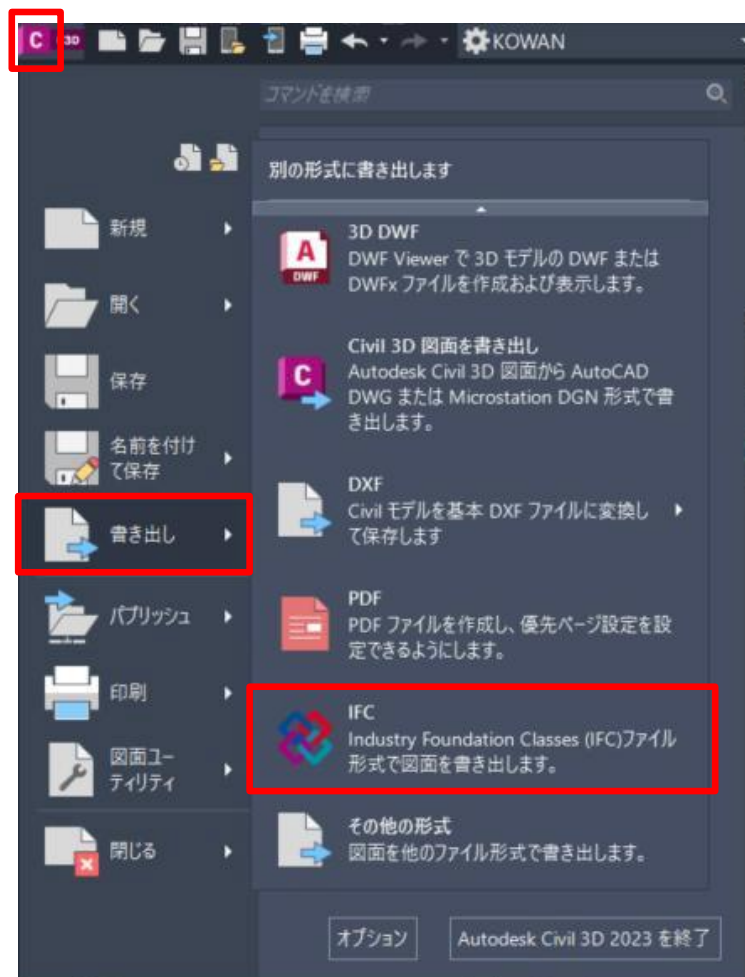 C C3D KOWAN
コマンドを検索
別の形式に書き出します
新規
開く
保存
名前を付け
て保存
書き出し
パブリッシュ
印刷
図面ユー
ティリティ
閉じる
3D DWF
DWF Viewer で 3D モデルの DWF または
DWFx ファイルを作成および表示します。
Civil 3D 図面を書き出し
Autodesk Civil 3D 図面から AutoCAD
DWG または Microstation DGN 形式で書
き出します。
DXF
Civil モデルを基本 DXF ファイルに変換し
て保存します
PDF
PDF ファイルを作成し、優先ページ設定を設
定できるようにします。
IFC
Industry Foundation Classes (IFC)ファイル
形式で図面を書き出します。
その他の形式
図面を他のファイル形式で書き出します。
A
DWF
C
オプション
Autodesk Civil 3D 2023 を終了